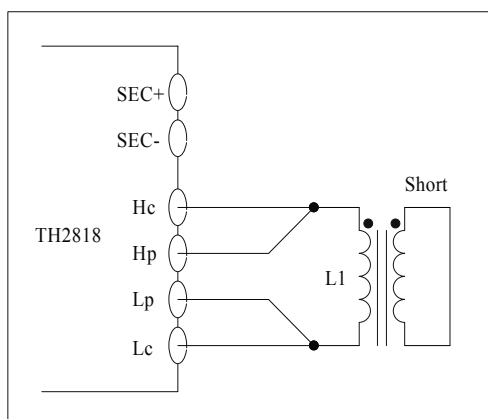 SEC+
SEC-
Short
Hc
TH2818
Hp
L1
Lp
Lc